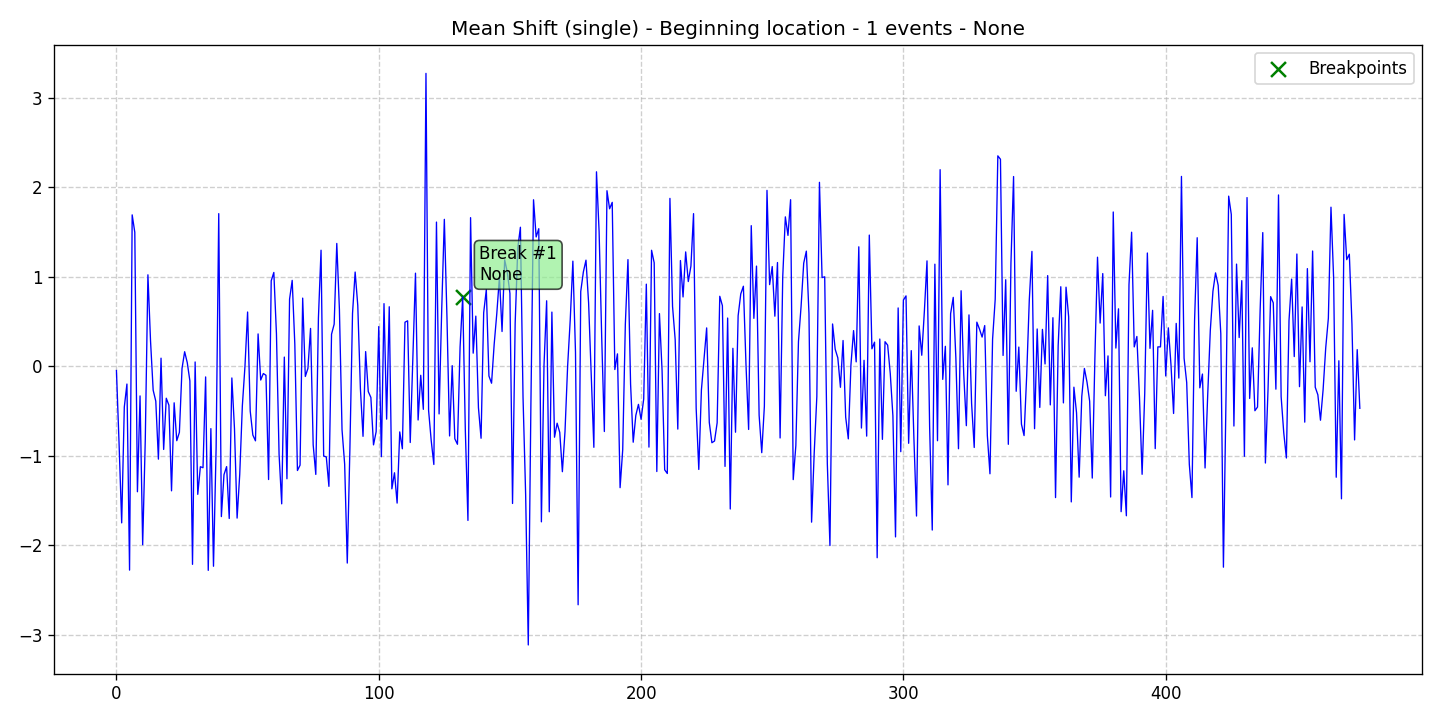 Mean Shift (single) - Beginning location - 1 events - None
Breakpoints
3
2
Break #1
None
1
0
−1
−2
−3
0 100 200 300 400